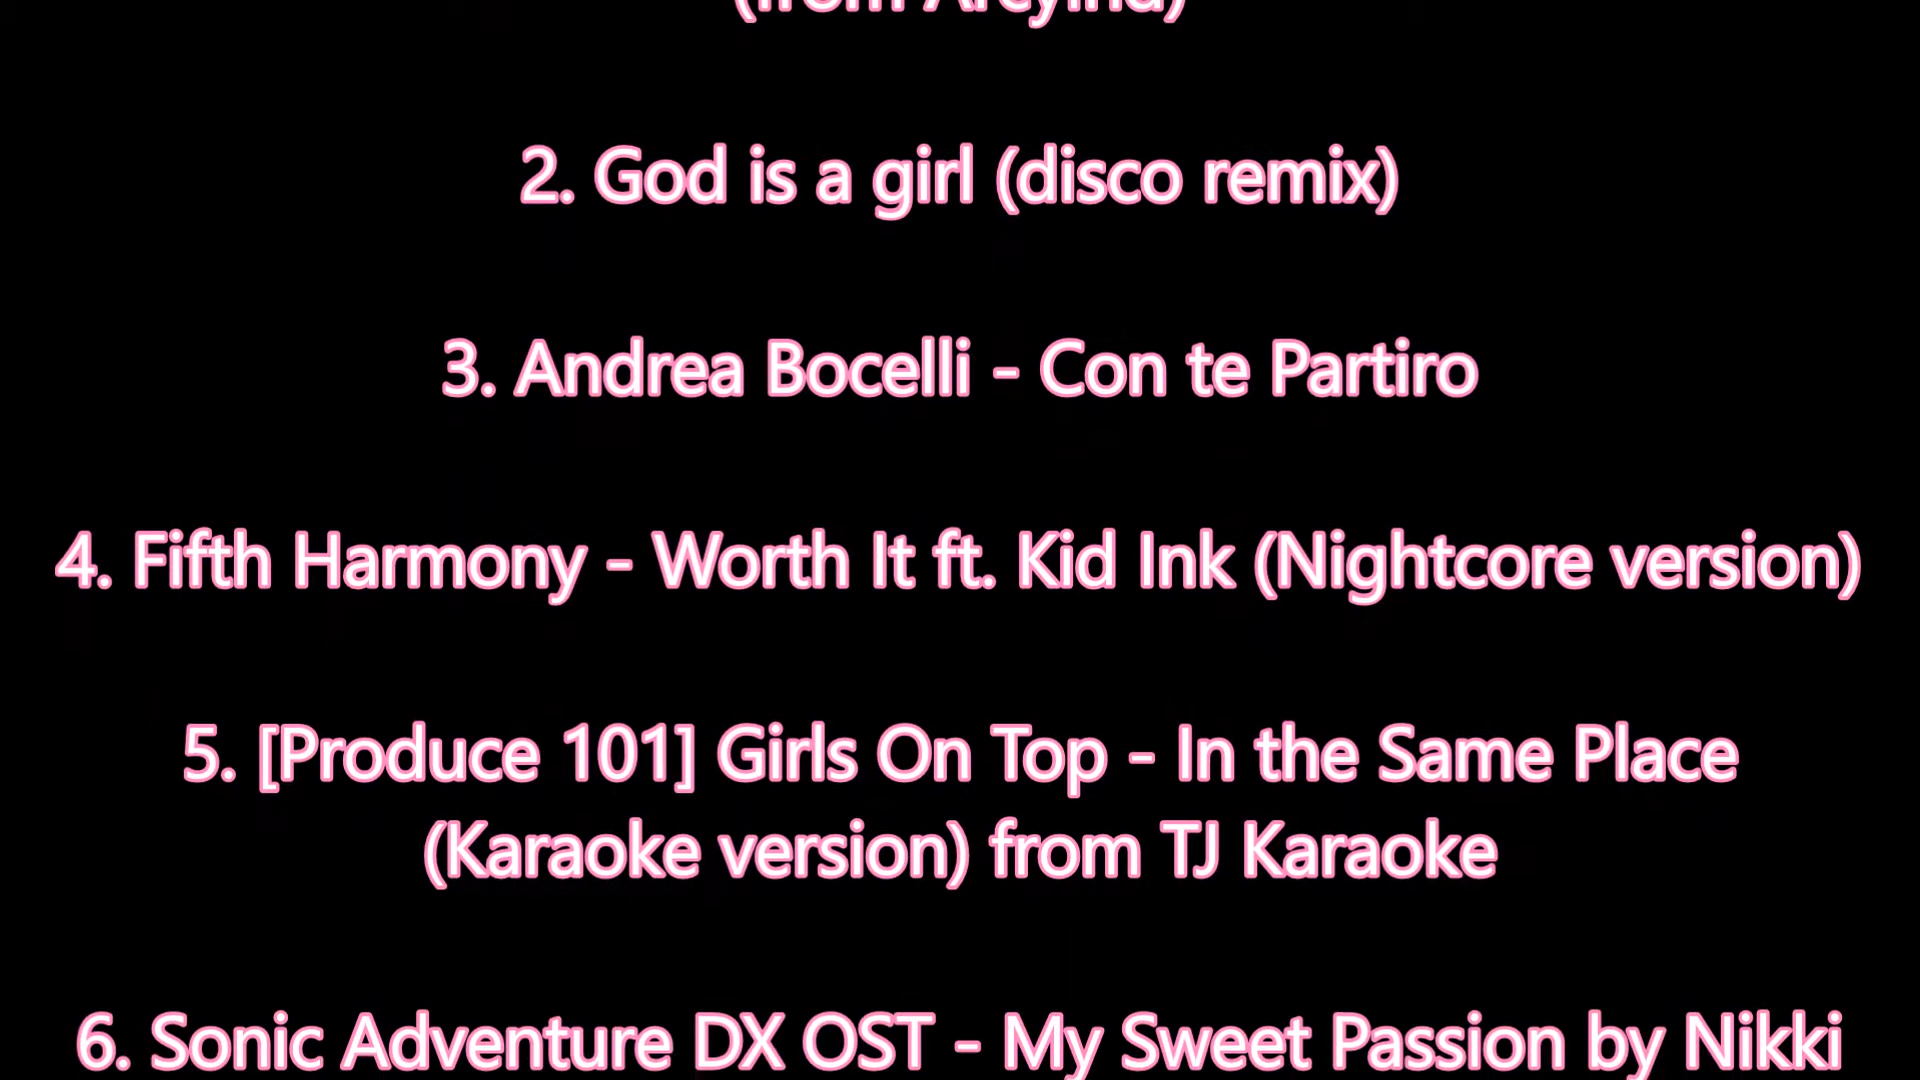 2. God is a girl (disco remix)
3. Andrea Bocelli - Con te Partiro
4. Fifth Harmony - Worth It ft. Kid Ink (Nightcore version)
5. [Produce 101] Girls On Top - In the Same Place
(Karaoke version) from TJ Karaoke
6. Sonic Adventure DX OST - My Sweet Passion by Nikki